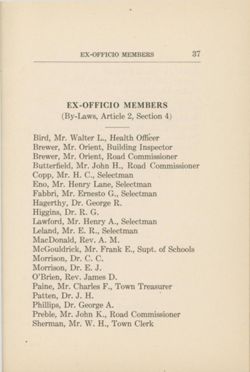 EX-OFFICIO MEMBERS 37
EX-OFFICIO MEMBERS
(By-Laws, Article 2, Section 4)
Bird, Mr. Walter L., Health Officer
Brewer, Mr. Orient, Building Inspector
Brewer, Mr. Orient, Road Commissioner
Butterfield, Mr. John H., Road Commissioner
Copp, Mr. H. C., Selectman
Eno, Mr. Henry Lane, Selectman
Fabbri, Mr. Ernesto G., Selectman
Hagerthy, Dr. George R.
Higgins, Dr. R. G.
Lawford, Mr. Henry A., Selectman
Leland, Mr. E. R., Selectman
MacDonald, Rev. A. M.
McGouldrick, Mr. Frank E., Supt. of Schools
Morrison, Dr. C. C.
Morrison, Dr. E. J.
O'Brien, Rev. James D.
Paine, Mr. Charles F., Town Treasurer
Patten, Dr. J. H.
Phillips, Dr. George A.
Preble, Mr. John K., Road Commissioner
Sherman, Mr. W. H., Town Clerk